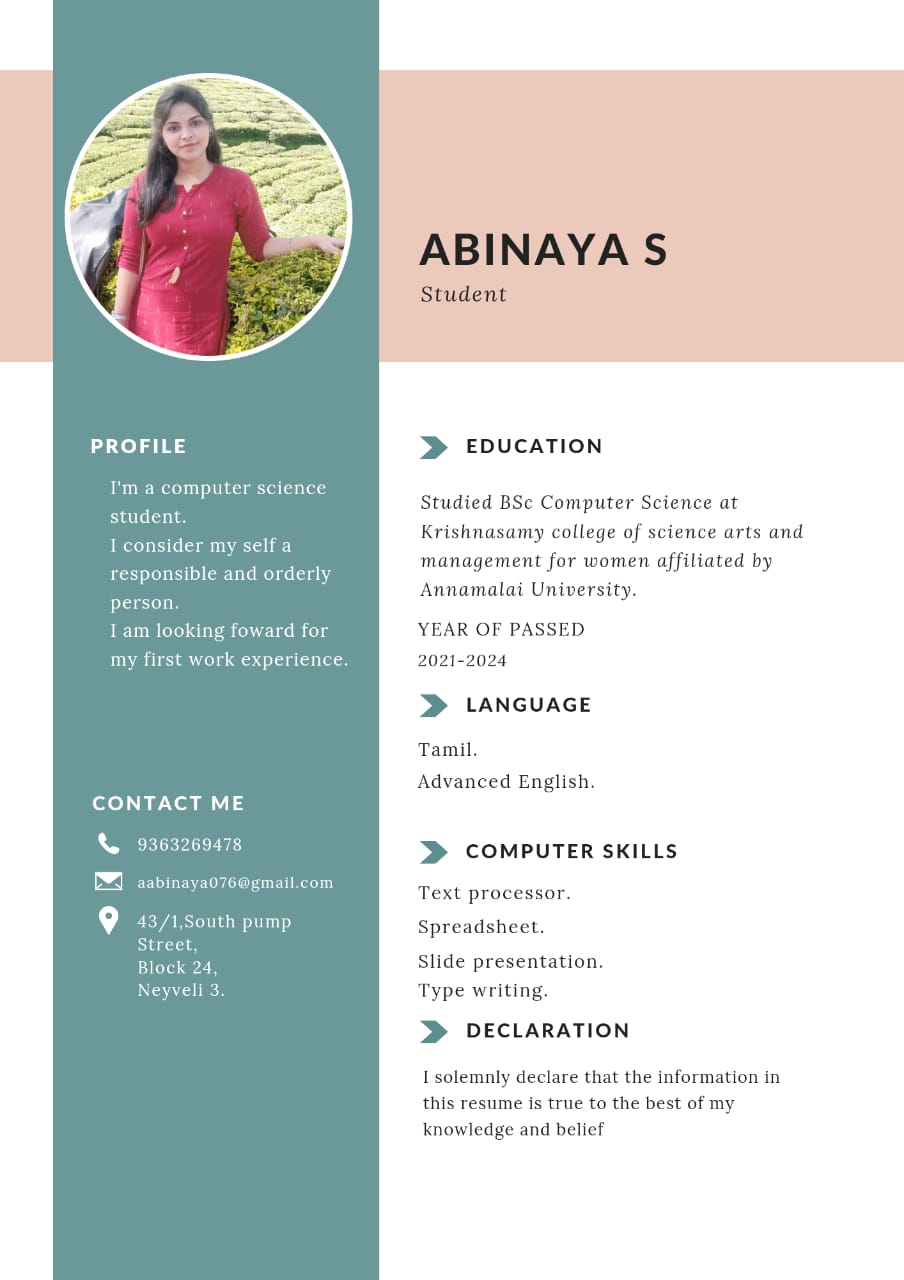 ABINAYA S
Student
PROFILE
I'm a computer science
student.
I consider my self a
responsible and orderly
person.
I am looking foward for
my first work experience.
CONTACT ME
9363269478
aabinaya076@gmail.com
43/1,South pump
Street,
Block 24,
Neyveli 3.
EDUCATION
Studied BSc Computer Science at
Krishnasamy college of science arts and
management for women affiliated by
Annamalai University.
YEAR OF PASSED
2021-2024
LANGUAGE
Tamil.
Advanced English.
COMPUTER SKILLS
Text processor.
Spreadsheet.
Slide presentation.
Type writing.
DECLARATION
I solemnly declare that the information in
this resume is true to the best of my
knowledge and belief